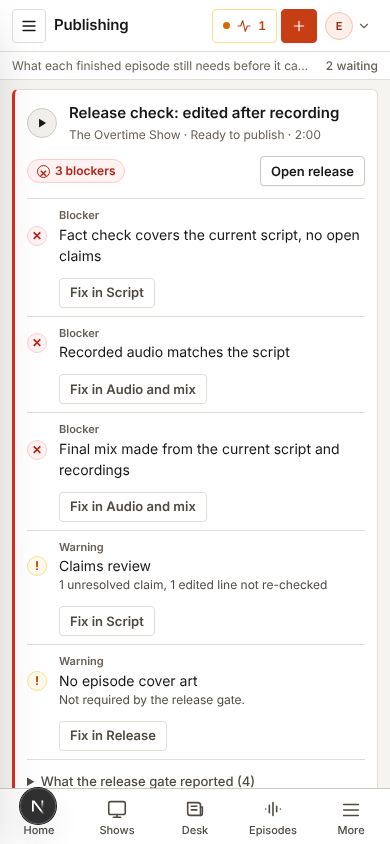 Publishing
1
E
What each finished episode still needs before it ca...
2 waiting
Release check: edited after recording
The Overtime Show · Ready to publish · 2:00
3 blockers
Open release
Blocker
Fact check covers the current script, no open
claims
Fix in Script
Blocker
Recorded audio matches the script
Fix in Audio and mix
Blocker
Final mix made from the current script and
recordings
Fix in Audio and mix
Warning
Claims review
1 unresolved claim, 1 edited line not re-checked
Fix in Script
Warning
No episode cover art
Not required by the release gate.
Fix in Release
What the release gate reported (4)
N
Home
Shows
Desk
Episodes
More